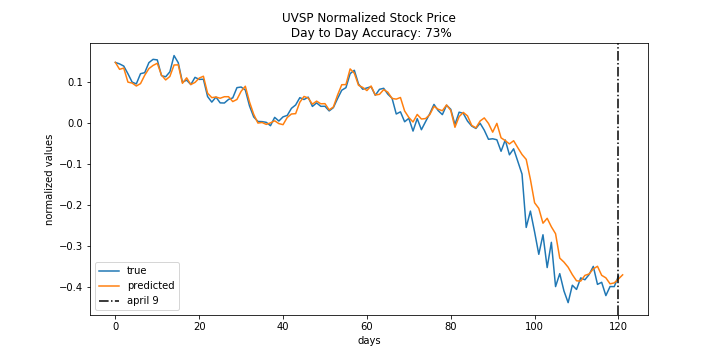 UVSP Normalized Stock Price
Day to Day Accuracy: 73%
normalized values
0.1
0.0
−0.1
−0.2
−0.3
−0.4
true
predicted
april 9
0 20 40 60 80 100 120
days